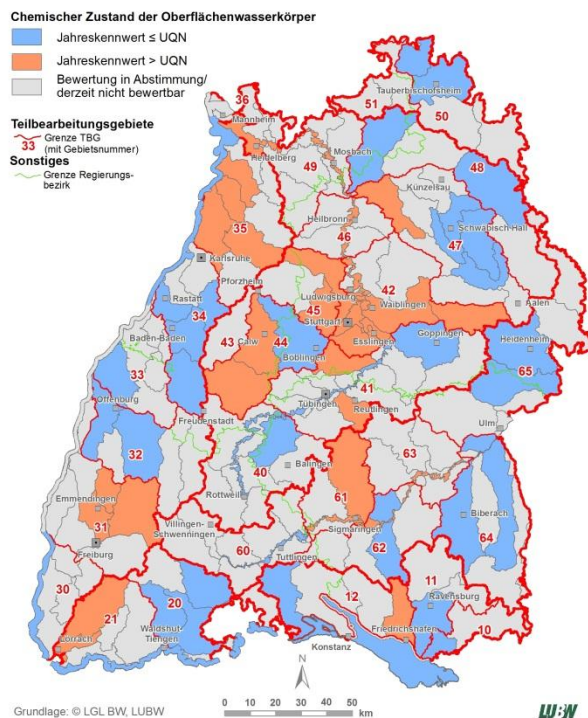 Chemischer Zustand der Oberflächenwasserkörper
Jahreskennwert ≤ UQN
Jahreskennwert > UQN
Bewertung in Abstimmung/
derzeit nicht bewertbar
Teilbearbeitungsgebiete
33
Grenze TBG
(mit Gebietsnummer)
Sonstiges
Grenze Regierungs-
bezirk
36
Mannheim
51
Tauberbischofsheim
50
Heidelberg
49
Mosbach
48
Künzelsau
Heilbronn
46
Schwäbisch Hall
47
35
Karlsruhe
Pforzheim
42
Ludwigsburg
45
Waiblingen
Stuttgart
Aalen
Rastatt
34
43
Calw
44
Böblingen
Esslingen
Göppingen
Heidenheim
65
Baden-Baden
33
Offenburg
41
Tübingen
Reutlingen
Ulm
Freudenstadt
32
40
Balingen
63
Rottweil
61
Biberach
64
Emmendingen
31
Villingen-
Schwenningen
Sigmaringen
62
Freiburg
60
Tuttlingen
30
20
12
11
Ravensburg
10
21
Lörrach
Waldshut-
Tiengen
Friedrichshafen
Konstanz
N
0 10 20 30 40 50
km
Grundlage: © LGL BW, LUBW
LUBW